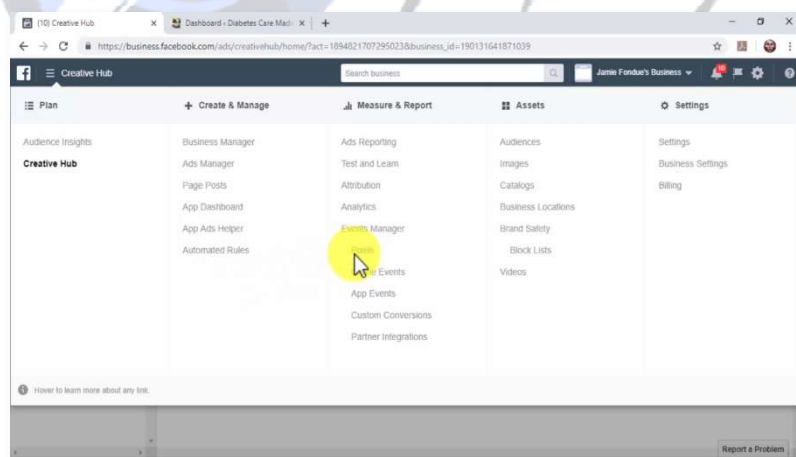 (10) Creative Hub
Dashboard ‹ Diabetes Care Mad
https://business.facebook.com/ads/creativehub/home/?act=1894821707295023&business_id=190131641871039
Creative Hub
Search business
Jamie Fondue's Business
Plan
Create & Manage
Measure & Report
Assets
Settings
Audience Insights
Business Manager
Ads Reporting
Audiences
Settings
Creative Hub
Ads Manager
Test and Learn
Images
Business Settings
Page Posts
Attribution
Catalogs
Billing
App Dashboard
Analytics
Business Locations
App Ads Helper
Events Manager
Brand Safety
Automated Rules
Pixels
Block Lists
Events
Videos
App Events
Custom Conversions
Partner Integrations
Hover to learn more about any link.
Report a Problem